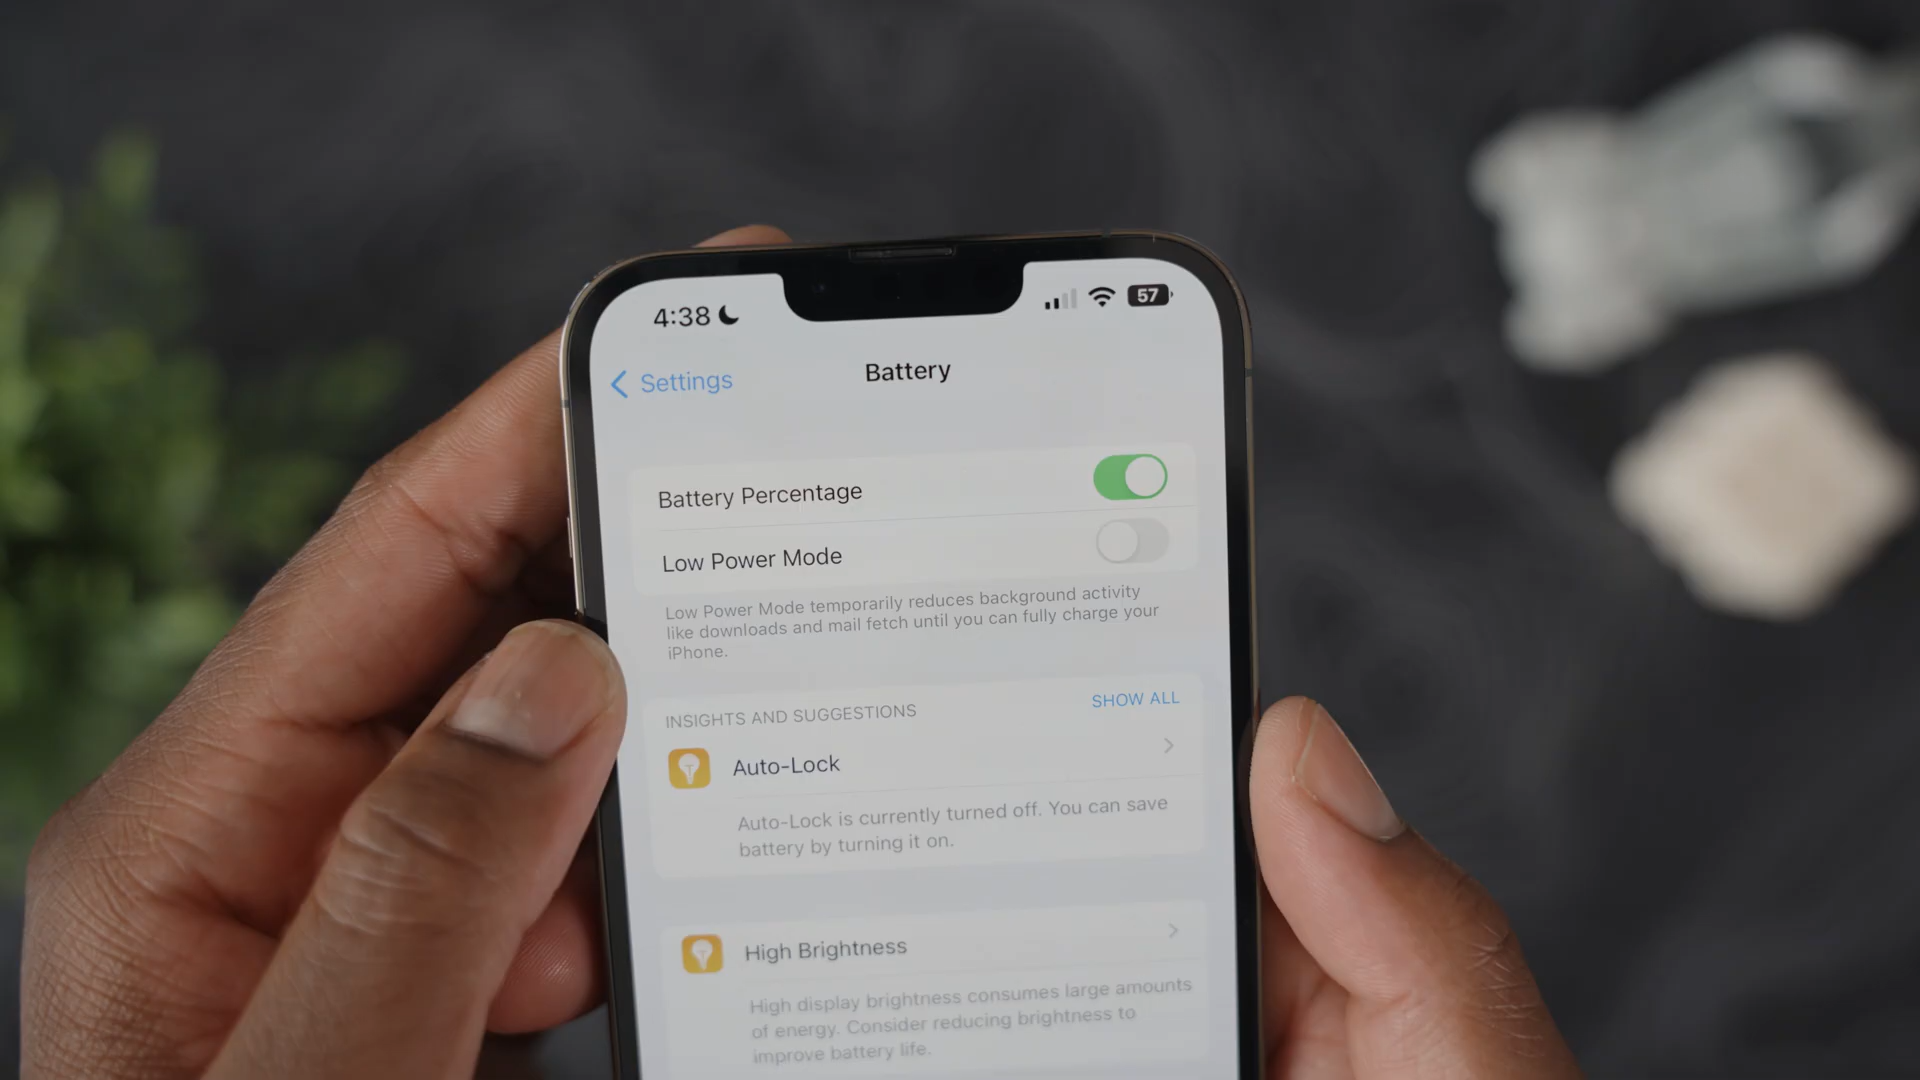 4:38
57
Settings
Battery
Battery Percentage
Low Power Mode
Low Power Mode temporarily reduces background activity
like downloads and mail fetch until you can fully charge your
iPhone.
INSIGHTS AND SUGGESTIONS
SHOW ALL
Auto-Lock
Auto-Lock is currently turned off. You can save
battery by turning it on.
High Brightness
High display brightness consumes large amounts
of energy. Consider reducing brightness to
improve battery life.